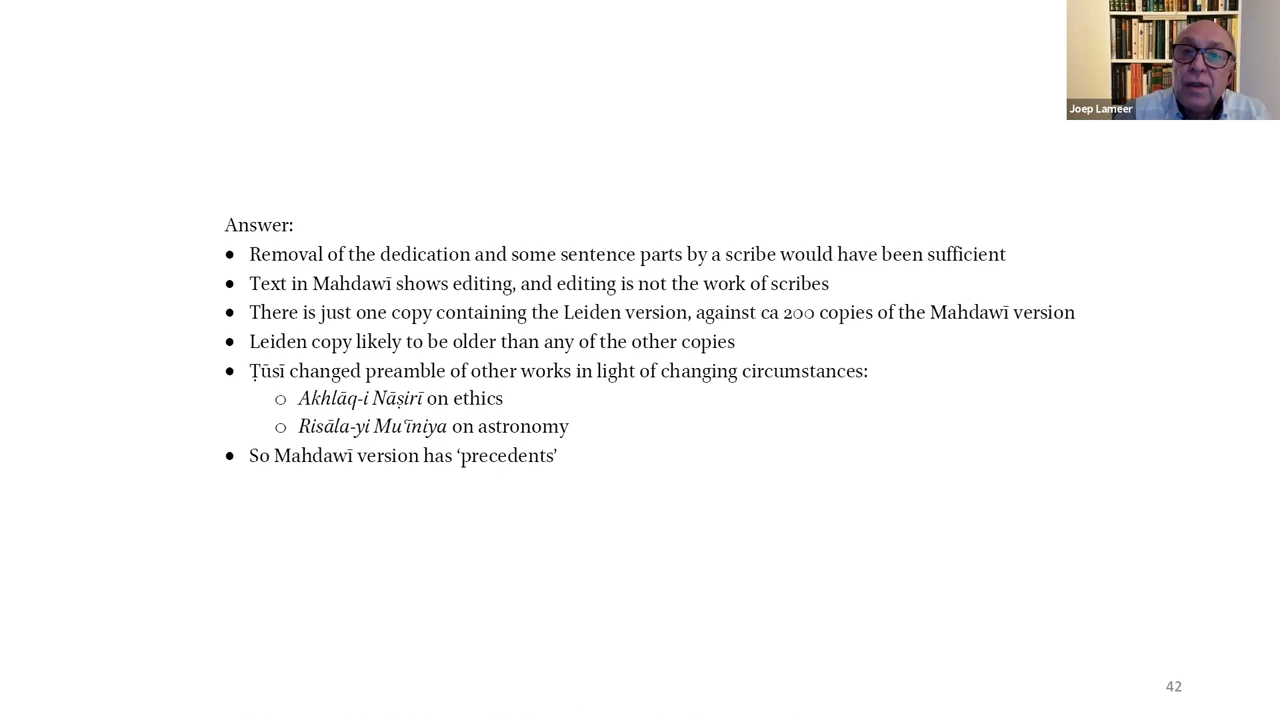 Joep Lameer
Answer:
• Removal of the dedication and some sentence parts by a scribe would have been sufficient
• Text in Mahdawī shows editing, and editing is not the work of scribes
• There is just one copy containing the Leiden version, against ca 200 copies of the Mahdawī version
• Leiden copy likely to be older than any of the other copies
• Ṭūsī changed preamble of other works in light of changing circumstances:
○ Akhlāq-i Nāṣirī on ethics
○ Risāla-yi Muʿīniya on astronomy
• So Mahdawī version has ‘precedents’
42